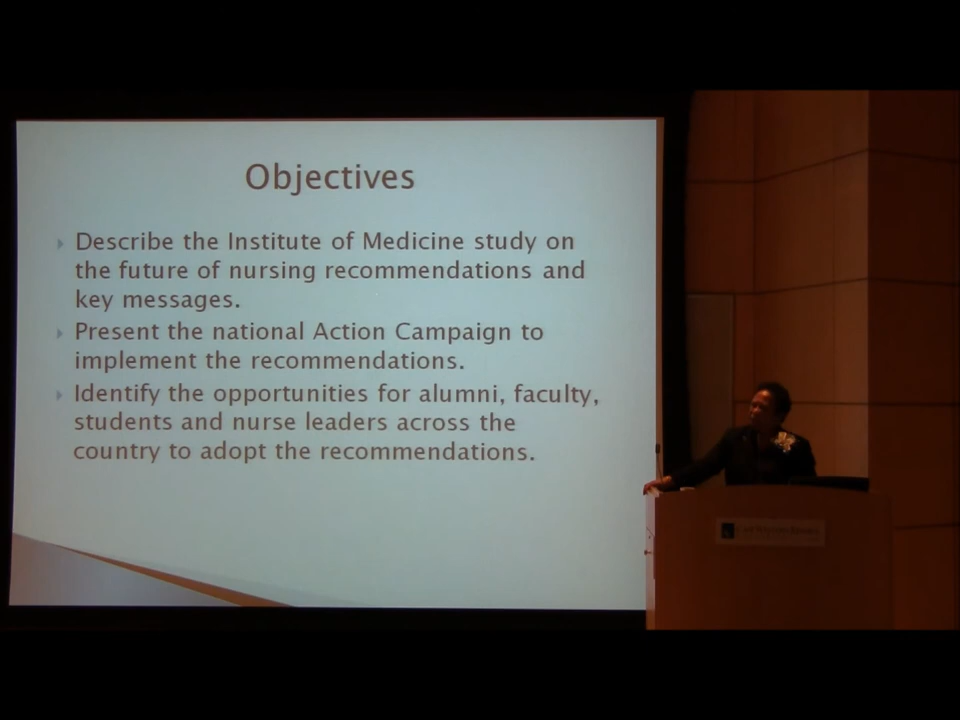 Objectives
Describe the Institute of Medicine study on
the future of nursing recommendations and
key messages.
Present the national Action Campaign to
implement the recommendations.
Identify the opportunities for alumni, faculty,
students and nurse leaders across the
country to adopt the recommendations.